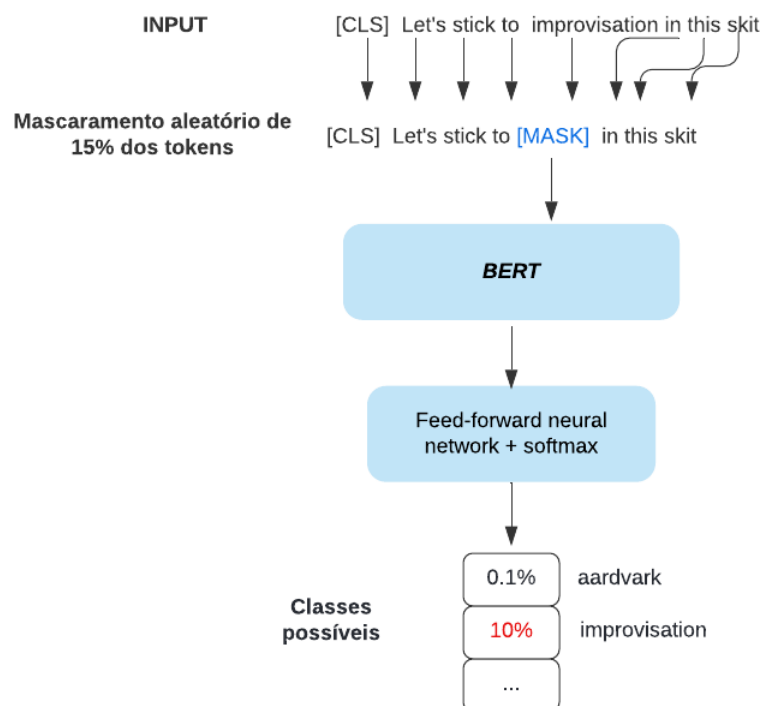 INPUT
[CLS] Let's stick to improvisation in this skit
Mascaramento aleatório de
15% dos tokens
[CLS] Let's stick to [MASK] in this skit
BERT
Feed-forward neural
network + softmax
Classes
possíveis
0.1% aardvark
10% improvisation
...